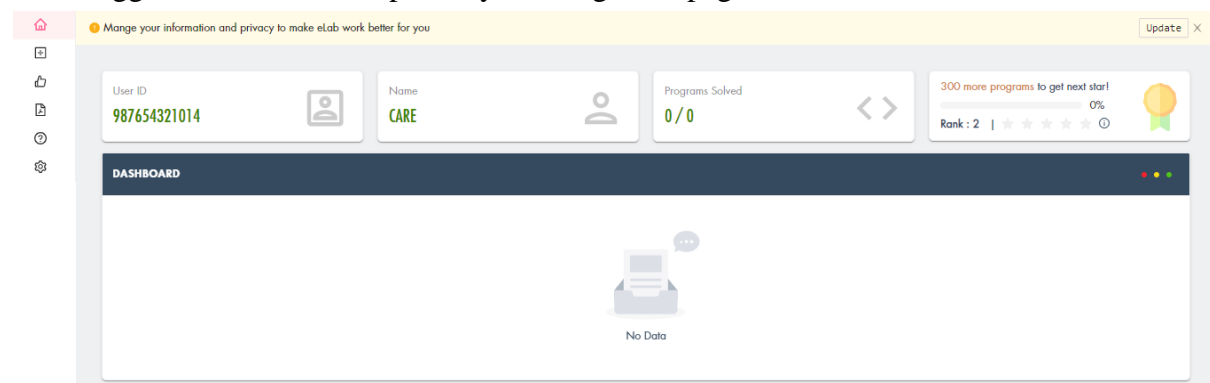 Mange your information and privacy to make eLab work better for you
Update
User ID
987654321014
Name
CARE
Programs Solved
0 / 0
300 more programs to get next star!
0%
Rank : 2 |
DASHBOARD
No Data